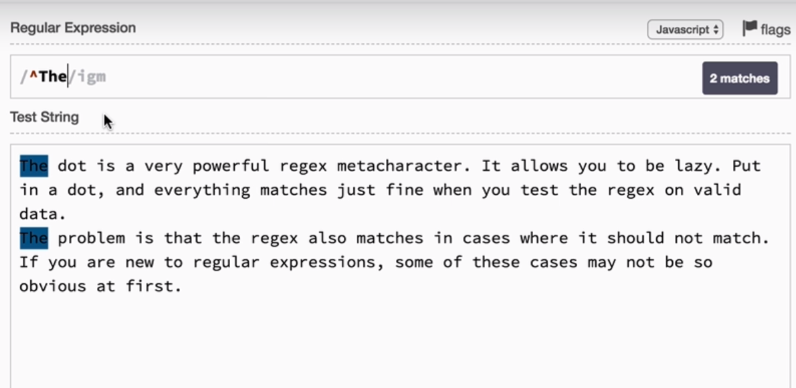 Regular Expression
Javascript flags
/^The/igm
2 matches
Test String
The dot is a very powerful regex metacharacter. It allows you to be lazy. Put
in a dot, and everything matches just fine when you test the regex on valid
data.
The problem is that the regex also matches in cases where it should not match.
If you are new to regular expressions, some of these cases may not be so
obvious at first.